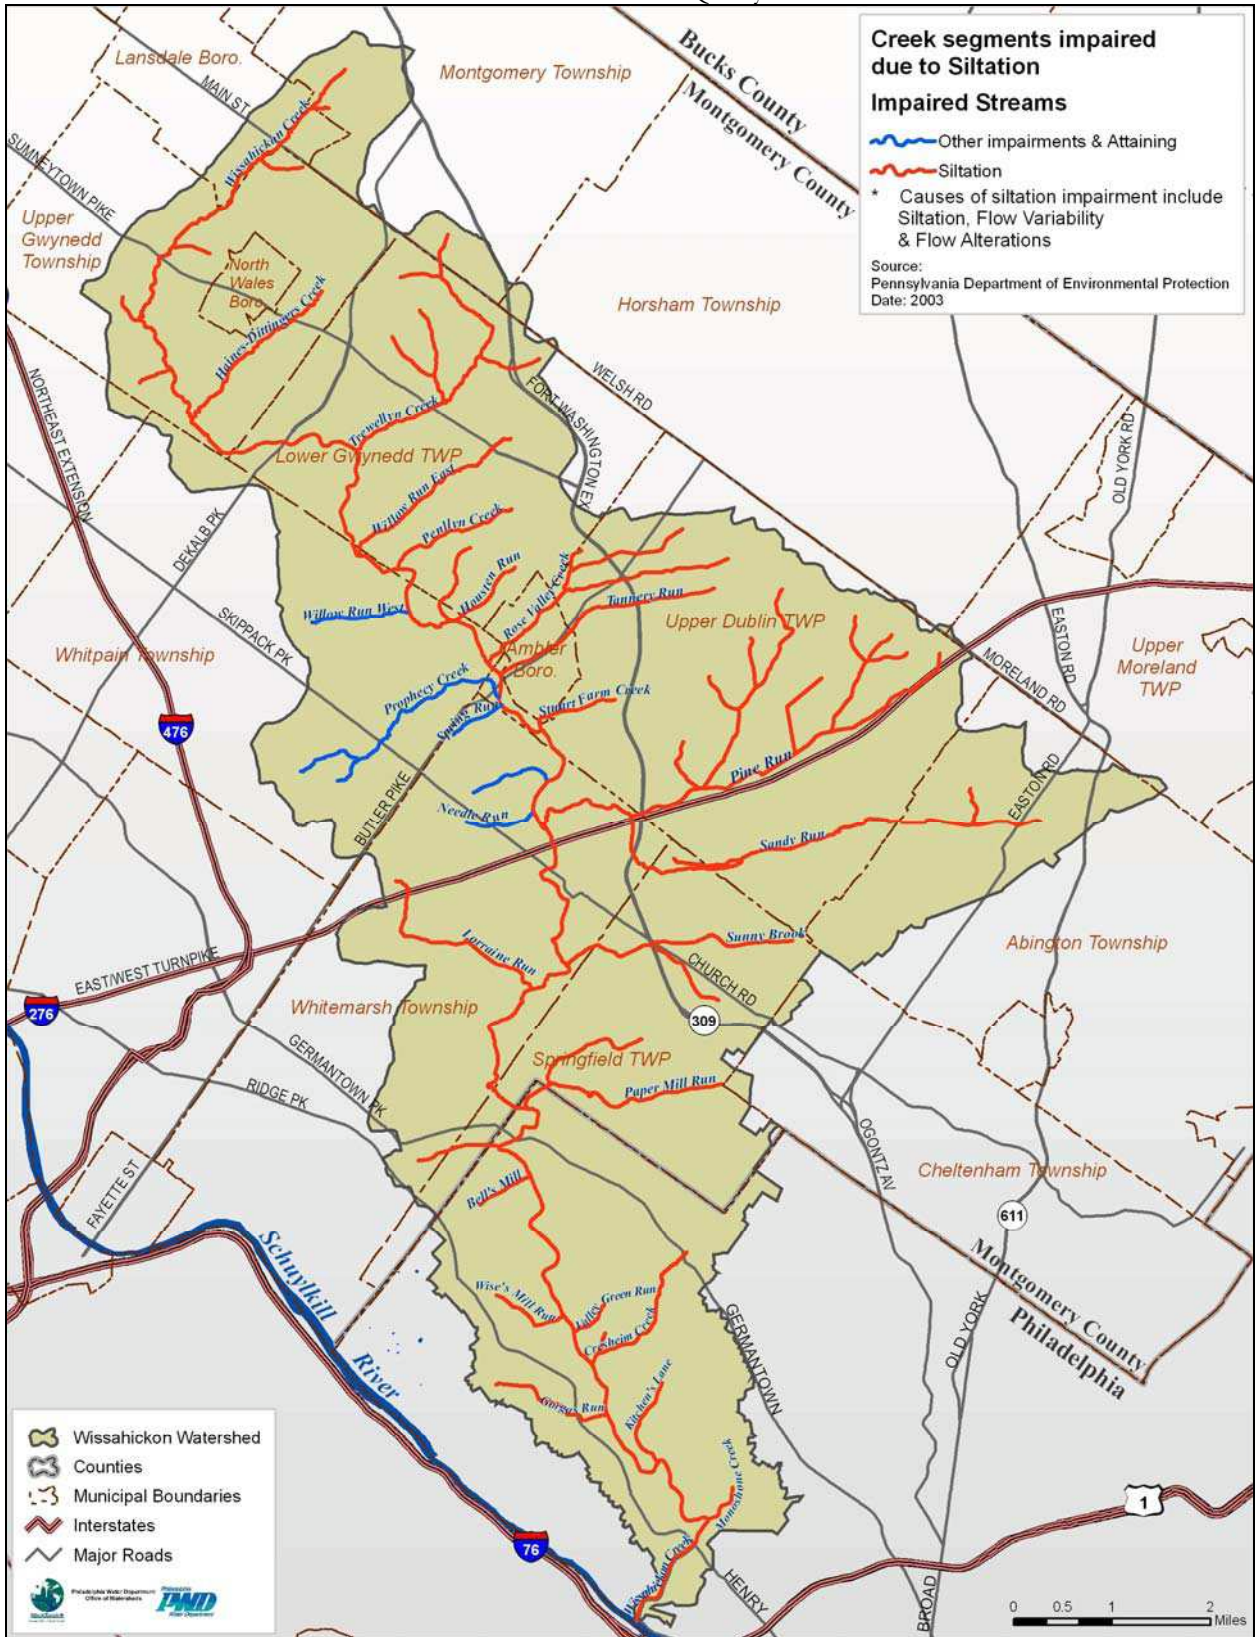 Creek segments impaired
due to Siltation
Impaired Streams
Other impairments & Attaining
Siltation
* Causes of siltation impairment include
Siltation, Flow Variability
& Flow Alterations
Source:
Pennsylvania Department of Environmental Protection
Date: 2003
Bucks County
Montgomery County
Lansdale Boro.
MAIN ST
Montgomery Township
SUMNEYTOWN PIKE
Wissahickon Creek
Upper
Gwynedd
Township
North
Wales
Boro.
Haines-Dittingers Creek
Horsham Township
NORTHEAST EXTENSION
WELSH RD
FORT WASHINGTON EX
Trewellyn Creek
Lower Gwynedd TWP
OLD YORK RD
Willow Run East
Penllyn Creek
DEKALB PK
Housten Run
Rose Valley Creek
Tannery Run
Willow Run West
SKIPPACK PK
Upper Dublin TWP
EASTON RD
MORELAND RD
Upper
Moreland
TWP
Whitpain Township
Ambler
Boro.
Prophecy Creek
Stuart Farm Creek
Spring Run
476
Pine Run
BUTLER PIKE
Needle Run
EASTON RD
Sandy Run
Sunny Brook
Abington Township
Lorraine Run
EAST/WEST TURNPIKE
CHURCH RD
276
Whitemarsh Township
309
GERMANTOWN PK
Springfield TWP
RIDGE PK
Paper Mill Run
OGONTZ AV
Cheltenham Township
FAYETTE ST
Bell's Mill
611
Schuylkill
River
Montgomery County
Philadelphia
Wise's Mill Run
Valley Green Run
Cresheim Creek
GERMANTOWN
OLD YORK
Kitchen's Lane
Gorgas Run
Monoshone Creek
1
76
Wissahickon Creek
HENRY
BROAD
Wissahickon Watershed
Counties
Municipal Boundaries
Interstates
Major Roads
Philadelphia Water Department
Office of Watersheds
PWD
0 0.5 1 2
Miles